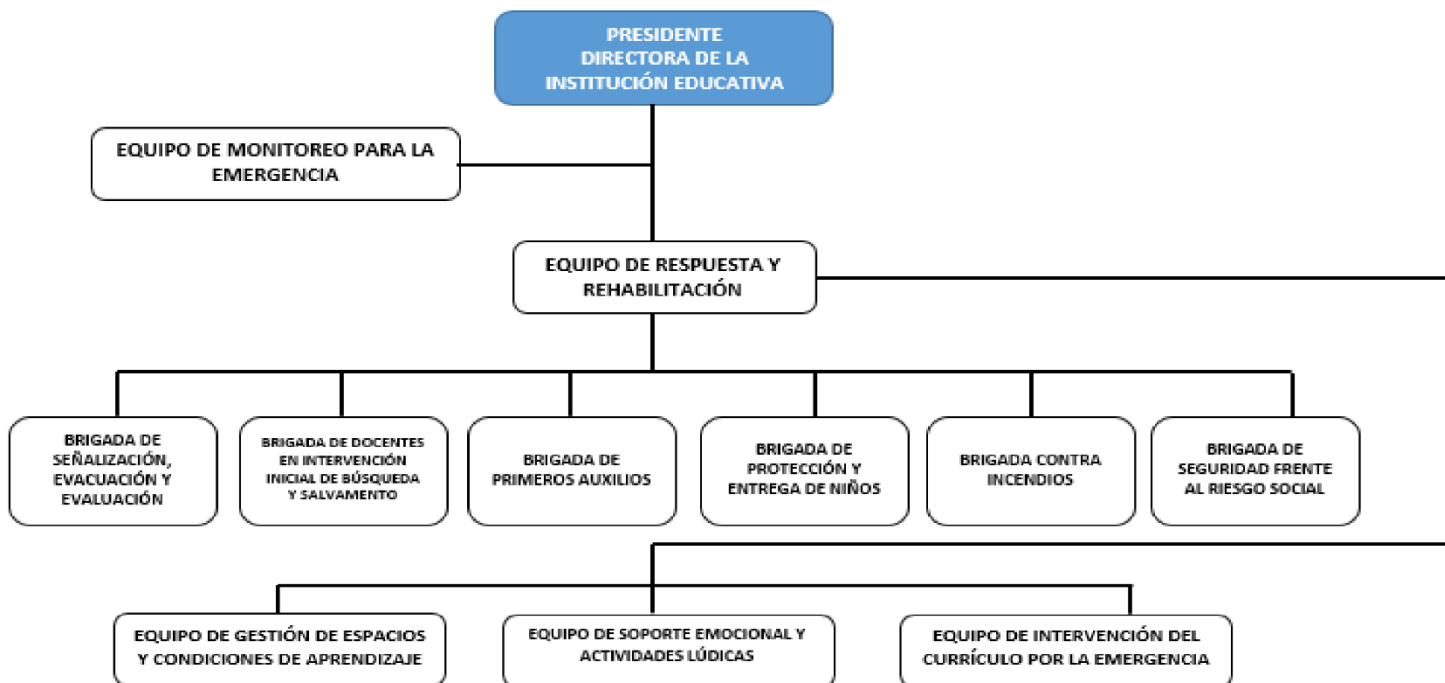 PRESIDENTE
DIRECTORA DE LA
INSTITUCIÓN EDUCATIVA
EQUIPO DE MONITOREO PARA LA
EMERGENCIA
EQUIPO DE RESPUESTA Y
REHABILITACIÓN
BRIGADA DE
SEÑALIZACIÓN,
EVACUACIÓN Y
EVALUACIÓN
BRIGADA DE DOCENTES
EN INTERVENCIÓN
INICIAL DE BÚSQUEDA
Y SALVAMENTO
BRIGADA DE
PRIMEROS AUXILIOS
BRIGADA DE
PROTECCIÓN Y
ENTREGA DE NIÑOS
BRIGADA CONTRA
INCENDIOS
BRIGADA DE
SEGURIDAD FRENTE
AL RIESGO SOCIAL
EQUIPO DE GESTIÓN DE ESPACIOS
Y CONDICIONES DE APRENDIZAJE
EQUIPO DE SOPORTE EMOCIONAL Y
ACTIVIDADES LÚDICAS
EQUIPO DE INTERVENCIÓN DEL
CURRÍCULO POR LA EMERGENCIA